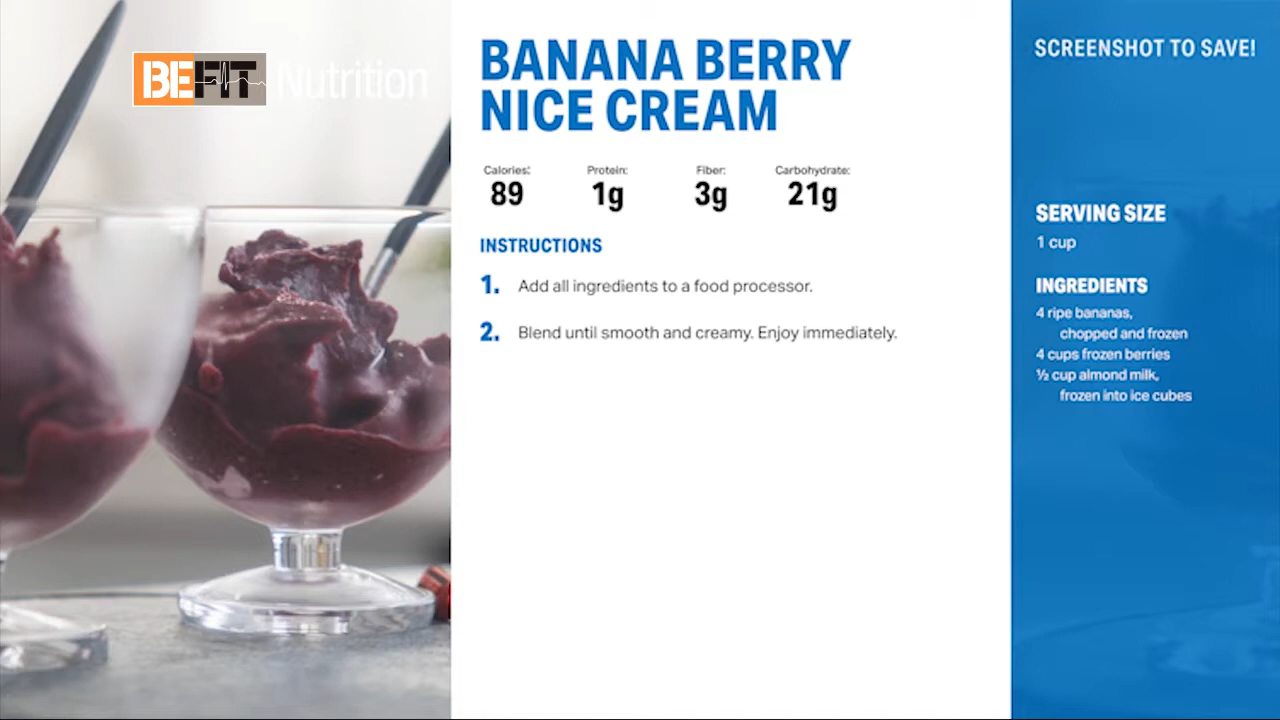 BEFIT Nutrition
BANANA BERRY
NICE CREAM
Calories: Protein: Fiber: Carbohydrate:
89 1g 3g 21g
INSTRUCTIONS
1. Add all ingredients to a food processor.
2. Blend until smooth and creamy. Enjoy immediately.
SCREENSHOT TO SAVE!
SERVING SIZE
1 cup
INGREDIENTS
4 ripe bananas,
chopped and frozen
4 cups frozen berries
½ cup almond milk,
frozen into ice cubes